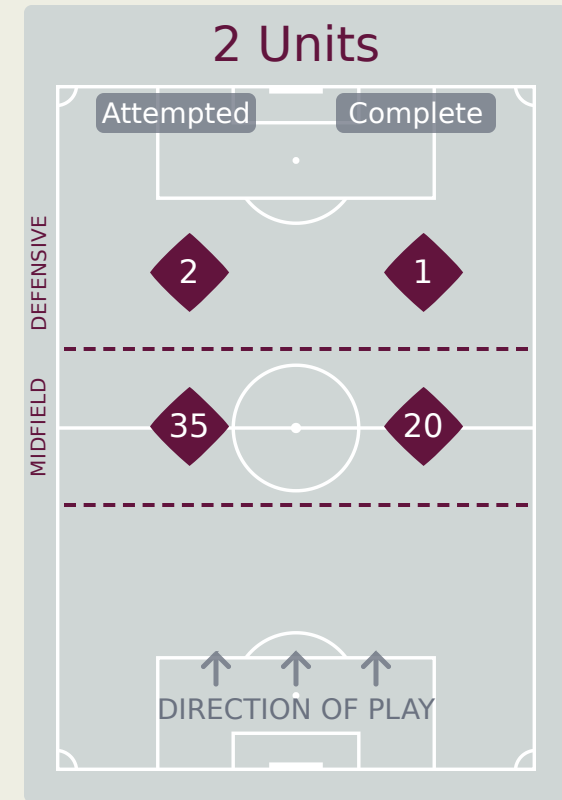 2 Units
Attempted
Complete
DEFENSIVE
2
1
MIDFIELD
35
20
DIRECTION OF PLAY